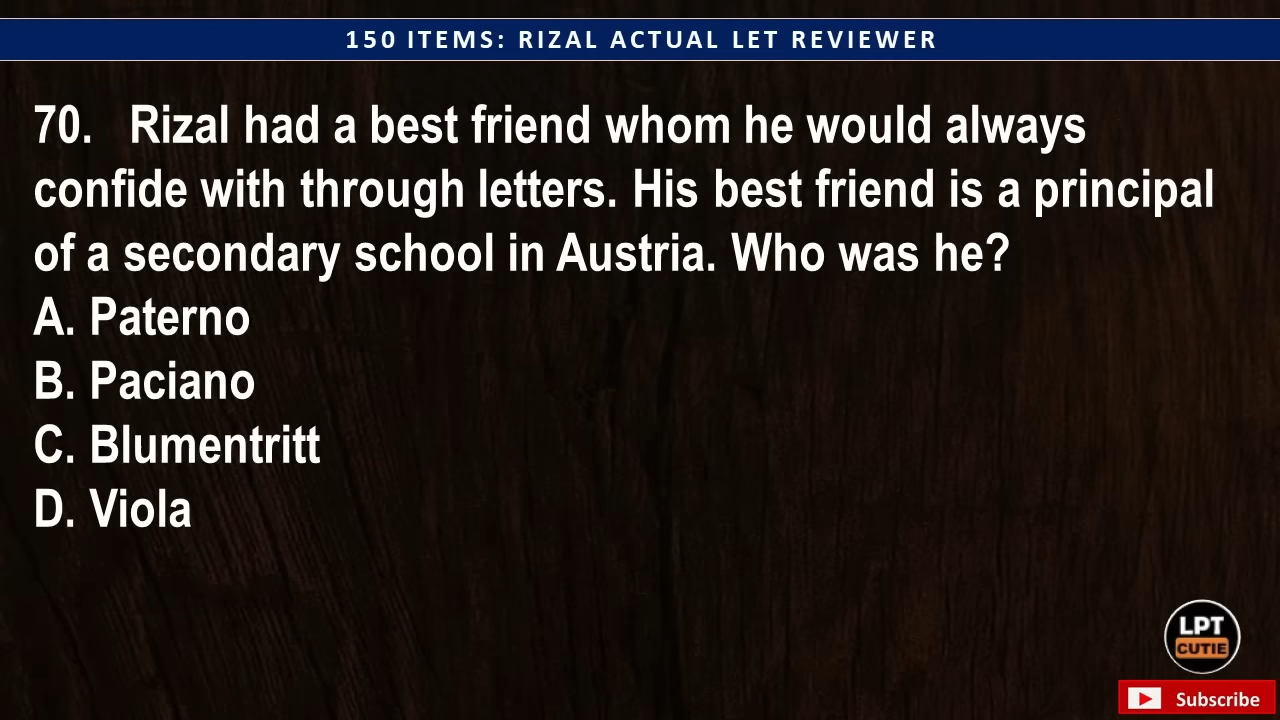 150 ITEMS: RIZAL ACTUAL LET REVIEWER
70. Rizal had a best friend whom he would always
confide with through letters. His best friend is a principal
of a secondary school in Austria. Who was he?
A. Paterno
B. Paciano
C. Blumentritt
D. Viola
LPT
CUTIE
Subscribe